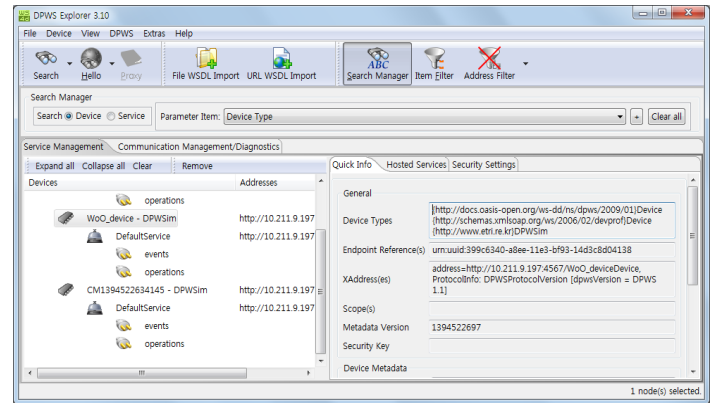 DPWS Explorer 3.10
File Device View DPWS Extras Help
Search Hello Proxy File WSDL Import URL WSDL Import ABC Search Manager Item Filter Address Filter
Search Manager
Search Device Service Parameter Item: Device Type + Clear all
Service Management Communication Management/Diagnostics
Expand all Collapse all Clear Remove
Devices Addresses
operations
WoO_device - DPWSim http://10.211.9.197
DefaultService http://10.211.9.197
events
operations
CM1394522634145 - DPWSim http://10.211.9.197
DefaultService http://10.211.9.197
events
operations
Quick Info Hosted Services Security Settings
General
Device Types
{http://docs.oasis-open.org/ws-dd/ns/dpws/2009/01}Device
{http://schemas.xmlsoap.org/ws/2006/02/devprof}Device
{http://www.etri.re.kr}DPWSim
Endpoint Reference(s) urn:uuid:399c6340-a8ee-11e3-bf93-14d3c8d04138
XAddress(es)
address=http://10.211.9.197:4567/WoO_deviceDevice,
ProtocolInfo: DPWSProtocolVersion [dpwsVersion = DPWS
1.1]
Scope(s)
Metadata Version 1394522697
Security Key
Device Metadata
1 node(s) selected.